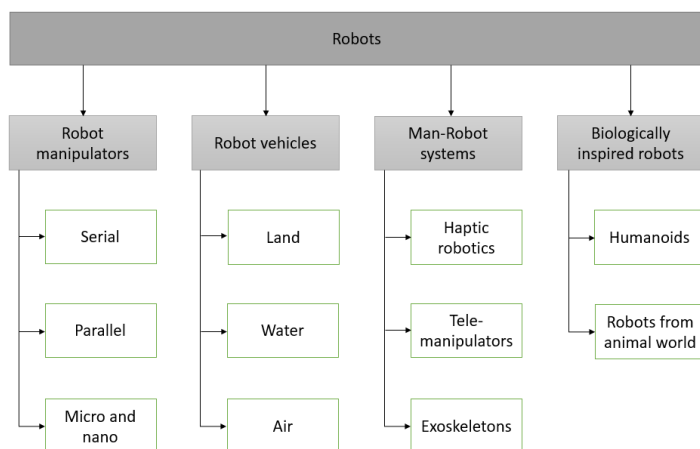 Robots
Robot
manipulators
Robot vehicles
Man-Robot
systems
Biologically
inspired robots
Serial
Land
Haptic
robotics
Humanoids
Parallel
Water
Tele-
manipulators
Robots from
animal world
Micro and
nano
Air
Exoskeletons